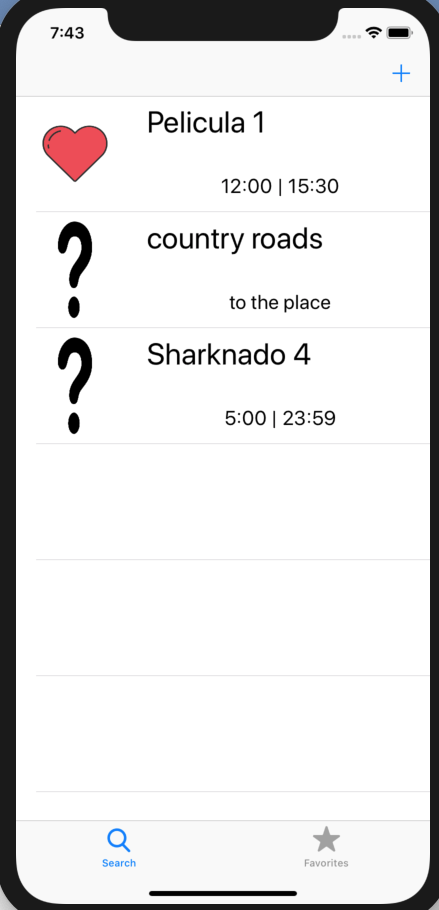 7:43
+
Pelicula 1
12:00 | 15:30
?
country roads
to the place
?
Sharknado 4
5:00 | 23:59
Search
Favorites